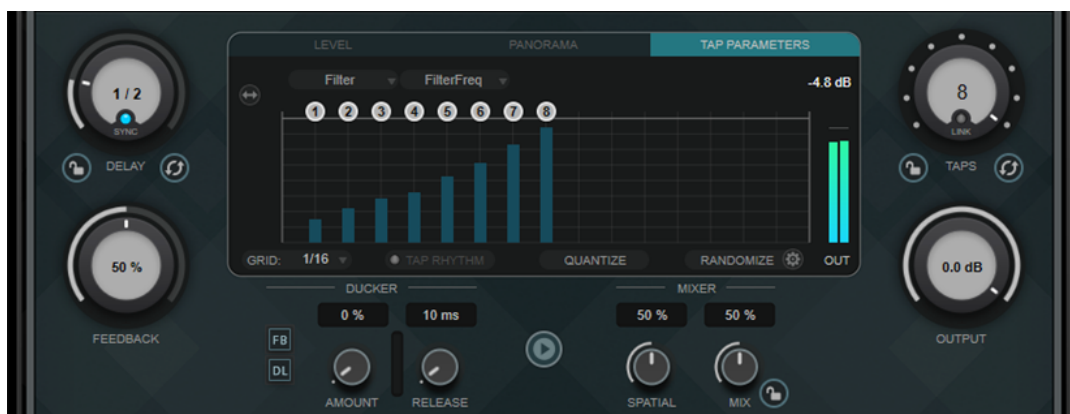 LEVEL PANORAMA TAP PARAMETERS
Filter FilterFreq -4.8 dB
1 / 2
SYNC
DELAY
1 2 3 4 5 6 7 8
8
LINK
TAPS
GRID: 1/16 TAP RHYTHM QUANTIZE RANDOMIZE OUT
50 %
FEEDBACK
DUCKER
0 % 10 ms
FB
DL
AMOUNT RELEASE
MIXER
50 % 50 %
SPATIAL MIX
0.0 dB
OUTPUT